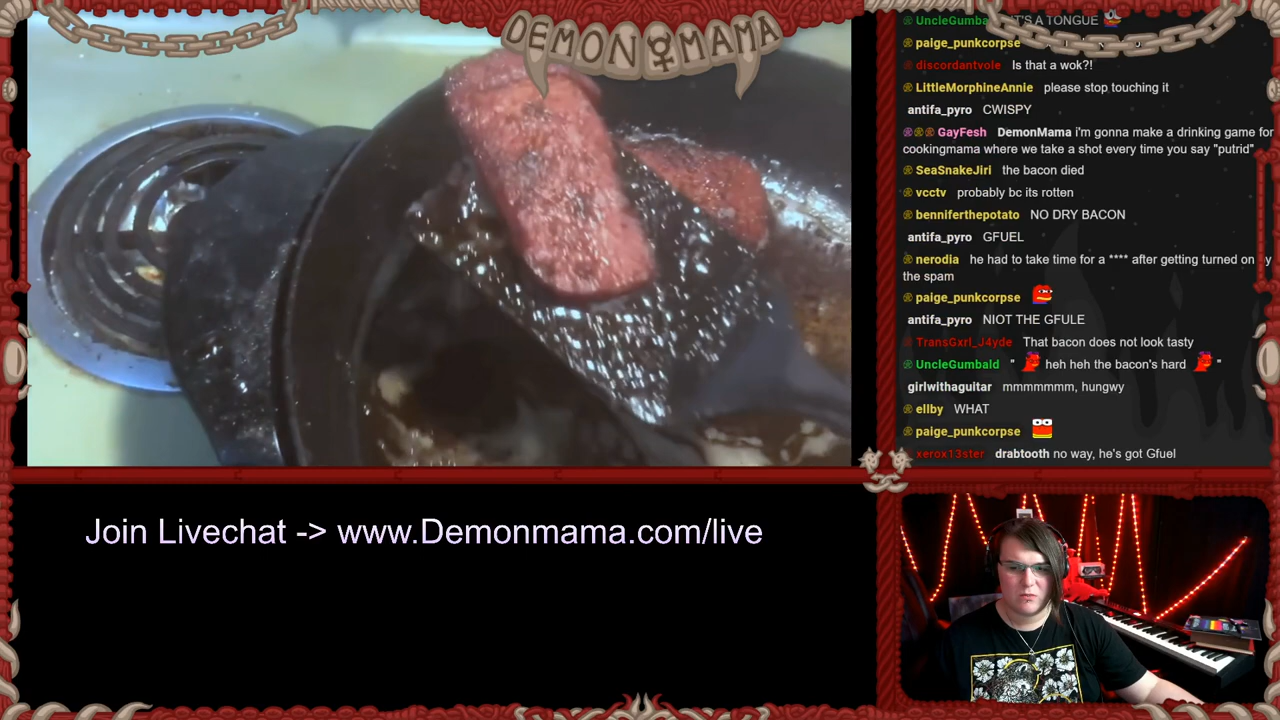 DEMON MAMA
UncleGumba IT'S A TONGUE
paige_punkcorpse
discordantvole Is that a wok?!
LittleMorphineAnnie please stop touching it
antifa_pyro CWISPY
GayFesh DemonMama i'm gonna make a drinking game for
cookingmama where we take a shot every time you say "putrid"
SeaSnakeJiri the bacon died
vcctv probably bc its rotten
benniferthepotato NO DRY BACON
antifa_pyro GFUEL
nerodia he had to take time for a **** after getting turned on by
the spam
paige_punkcorpse
antifa_pyro NIOT THE GFULE
TransGxrl_J4yde That bacon does not look tasty
UncleGumbald " heh heh the bacon's hard "
girlwithaguitar mmmmmmm, hungwy
ellby WHAT
paige_punkcorpse
xerox13ster drabtooth no way, he's got Gfuel
Join Livechat -> www.Demonmama.com/live